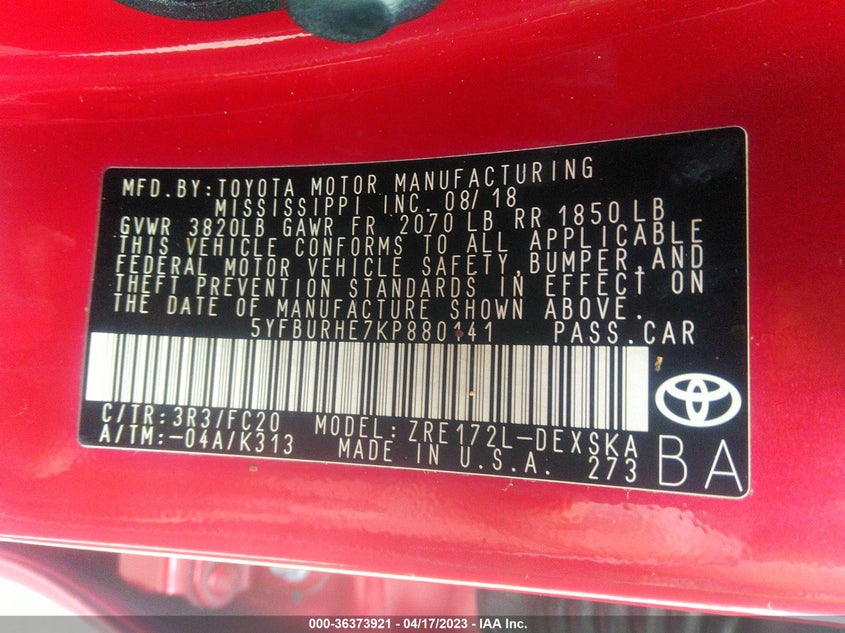 MFD.BY:TOYOTA MOTOR MANUFACTURING
MISSISSIPPI INC. 08/18
GVWR 3820LB GAWR FR 2070 LB RR 1850 LB
THIS VEHICLE CONFORMS TO ALL APPLICABLE
FEDERAL MOTOR VEHICLE SAFETY,BUMPER,AND
THEFT PREVENTION STANDARDS IN EFFECT ON
THE DATE OF MANUFACTURE SHOWN ABOVE.
5YFBURHE7KP880141 PASS.CAR
C/TR:3R3/FC20 MODEL:ZRE172L-DEXSKA
A/TM:-04A/K313 MADE IN U.S.A. 273
BA
000-36373921 - 04/17/2023 - IAA Inc.